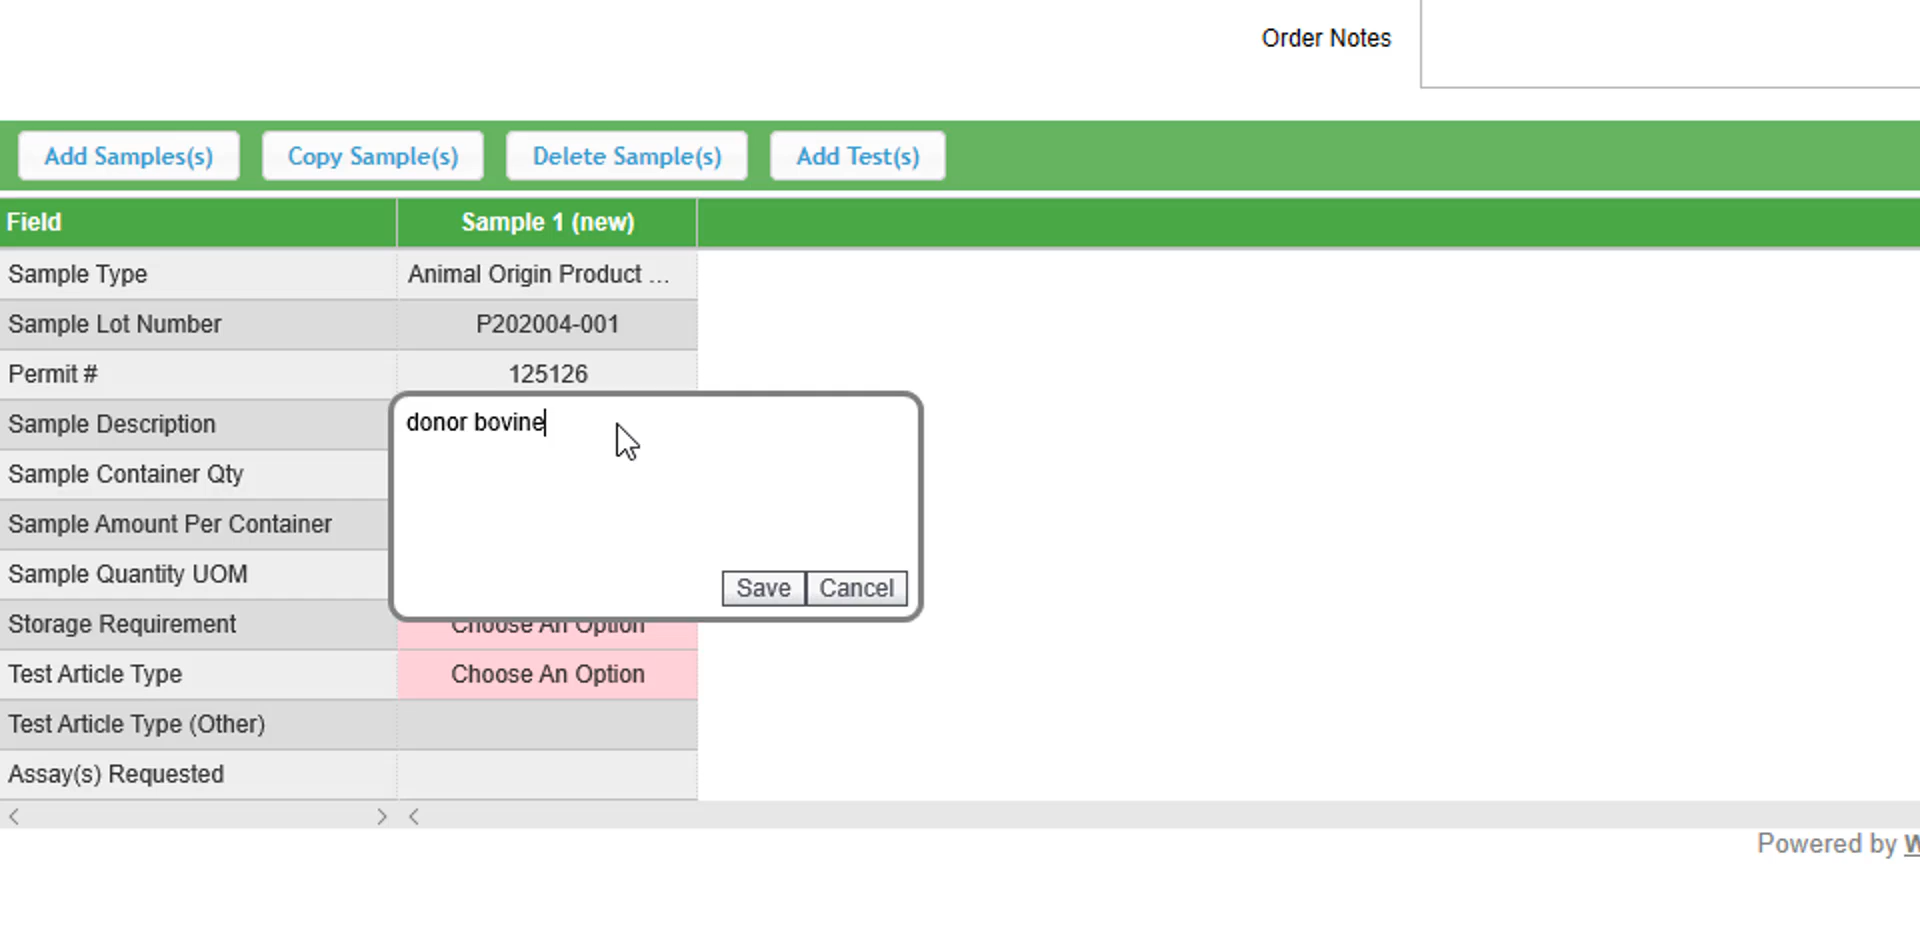 Order Notes
Add Samples(s) Copy Sample(s) Delete Sample(s) Add Test(s)
Field Sample 1 (new)
Sample Type Animal Origin Product ...
Sample Lot Number P202004-001
Permit # 125126
Sample Description donor bovine
Sample Container Qty
Sample Amount Per Container
Sample Quantity UOM Save Cancel
Storage Requirement Choose An Option
Test Article Type Choose An Option
Test Article Type (Other)
Assay(s) Requested
Powered by